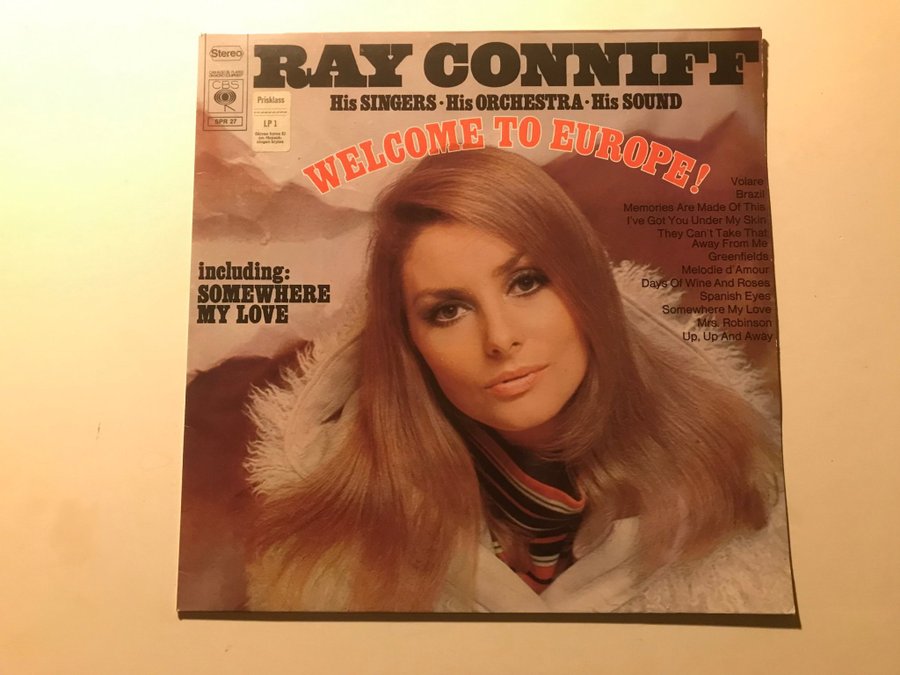 Stereo
CBS
SPR 27
RAY CONNIFF
His SINGERS · His ORCHESTRA · His SOUND
Prisklass
LP 1
WELCOME TO EUROPE!
Volare
Brazil
Memories Are Made Of This
I've Got You Under My Skin
They Can't Take That
Away From Me
Greenfields
Melodie d'Amour
Days Of Wine And Roses
Spanish Eyes
Somewhere My Love
Mrs. Robinson
Up, Up And Away
including:
SOMEWHERE
MY LOVE